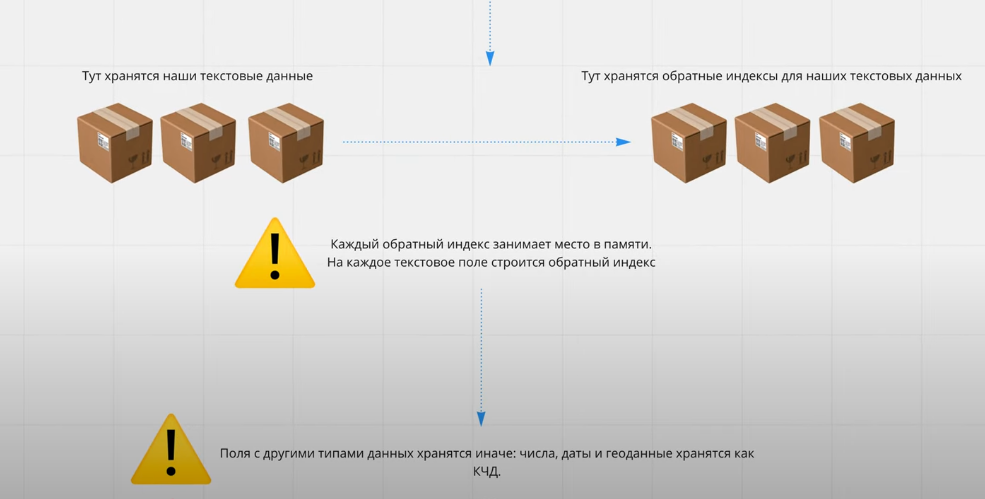 Тут хранятся наши текстовые данные
Тут хранятся обратные индексы для наших текстовых данных
Каждый обратный индекс занимает место в памяти.
На каждое текстовое поле строится обратный индекс
Поля с другими типами данных хранятся иначе: числа, даты и геоданные хранятся как
КЧД.